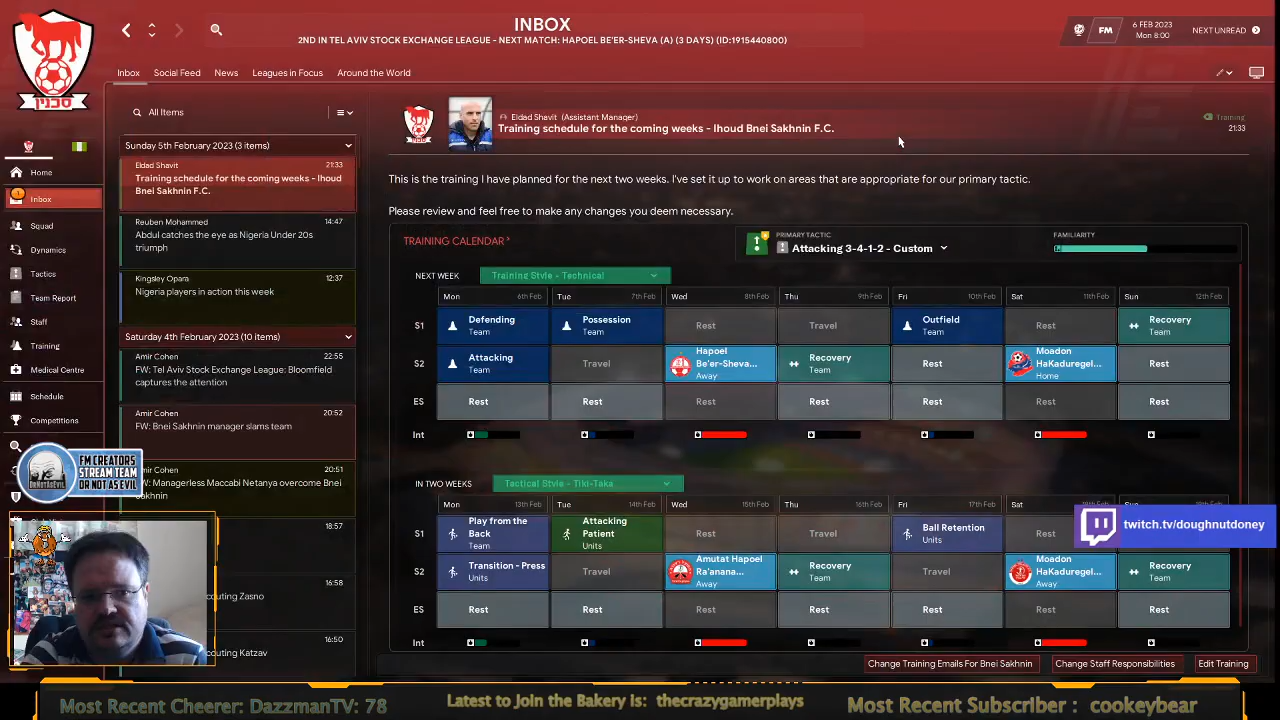 INBOX
2ND IN TEL AVIV STOCK EXCHANGE LEAGUE - NEXT MATCH: HAPOEL BE'ER-SHEVA (A) (3 DAYS) (ID:1915440800)
FM
6 FEB 2023
Mon 8:00
NEXT UNREAD
סכנין
Inbox
Social Feed
News
Leagues in Focus
Around the World
All Items
Sunday 5th February 2023 (3 items)
Eldad Shavit
21:33
Training schedule for the coming weeks - Ihoud
Bnei Sakhnin F.C.
Reuben Mohammed
14:47
Abdul catches the eye as Nigeria Under 20s
triumph
Kingsley Opara
12:37
Nigeria players in action this week
Saturday 4th February 2023 (10 items)
Amir Cohen
22:55
FW: Tel Aviv Stock Exchange League: Bloomfield
captures the attention
Amir Cohen
20:52
FW: Bnei Sakhnin manager slams team
20:51
Managerless Maccabi Netanya overcome Bnei
18:57
16:58
16:50
Home
Inbox
Squad
Dynamics
Tactics
Team Report
Staff
Training
Medical Centre
Schedule
Competitions
FM CREATORS
STREAM TEAM
OR NOT AS EVIL
Eldad Shavit (Assistant Manager)
Training schedule for the coming weeks - Ihoud Bnei Sakhnin F.C.
Training
21:33
This is the training I have planned for the next two weeks. I've set it up to work on areas that are appropriate for our primary tactic.
Please review and feel free to make any changes you deem necessary.
TRAINING CALENDAR
PRIMARY TACTIC
Attacking 3-4-1-2 - Custom
FAMILIARITY
NEXT WEEK
Training Style - Technical
Mon 6th Feb
Tue 7th Feb
Wed 8th Feb
Thu 9th Feb
Fri 10th Feb
Sat 11th Feb
Sun 12th Feb
S1
Defending
Team
Possession
Team
Rest
Travel
Outfield
Team
Rest
Recovery
Team
S2
Attacking
Team
Travel
Hapoel
Be'er-Sheva...
Away
Recovery
Team
Rest
Moadon
HaKaduregel...
Home
Rest
ES
Rest
Rest
Rest
Rest
Rest
Rest
Rest
Int
IN TWO WEEKS
Tactical Style - Tiki-Taka
Mon 13th Feb
Tue 14th Feb
Wed 15th Feb
Thu 16th Feb
Fri 17th Feb
Sat
S1
Play from the
Back
Team
Attacking
Patient
Units
Rest
Ball Retention
Units
S2
Transition - Press
Units
Travel
Amutat Hapoel
Ra'anana...
Away
Recovery
Team
Travel
Moadon
HaKaduregel...
Away
Recovery
Team
ES
Rest
Rest
Rest
Rest
Rest
Rest
Rest
Int
twitch.tv/doughnutdoney
Change Training Emails For Bnei Sakhnin
Change Staff Responsibilities
Edit Training
Most Recent Cheerer: DazzmanTV: 78
Latest to Join the Bakery is: thecrazygamerplays
Most Recent Subscriber : cookeybear